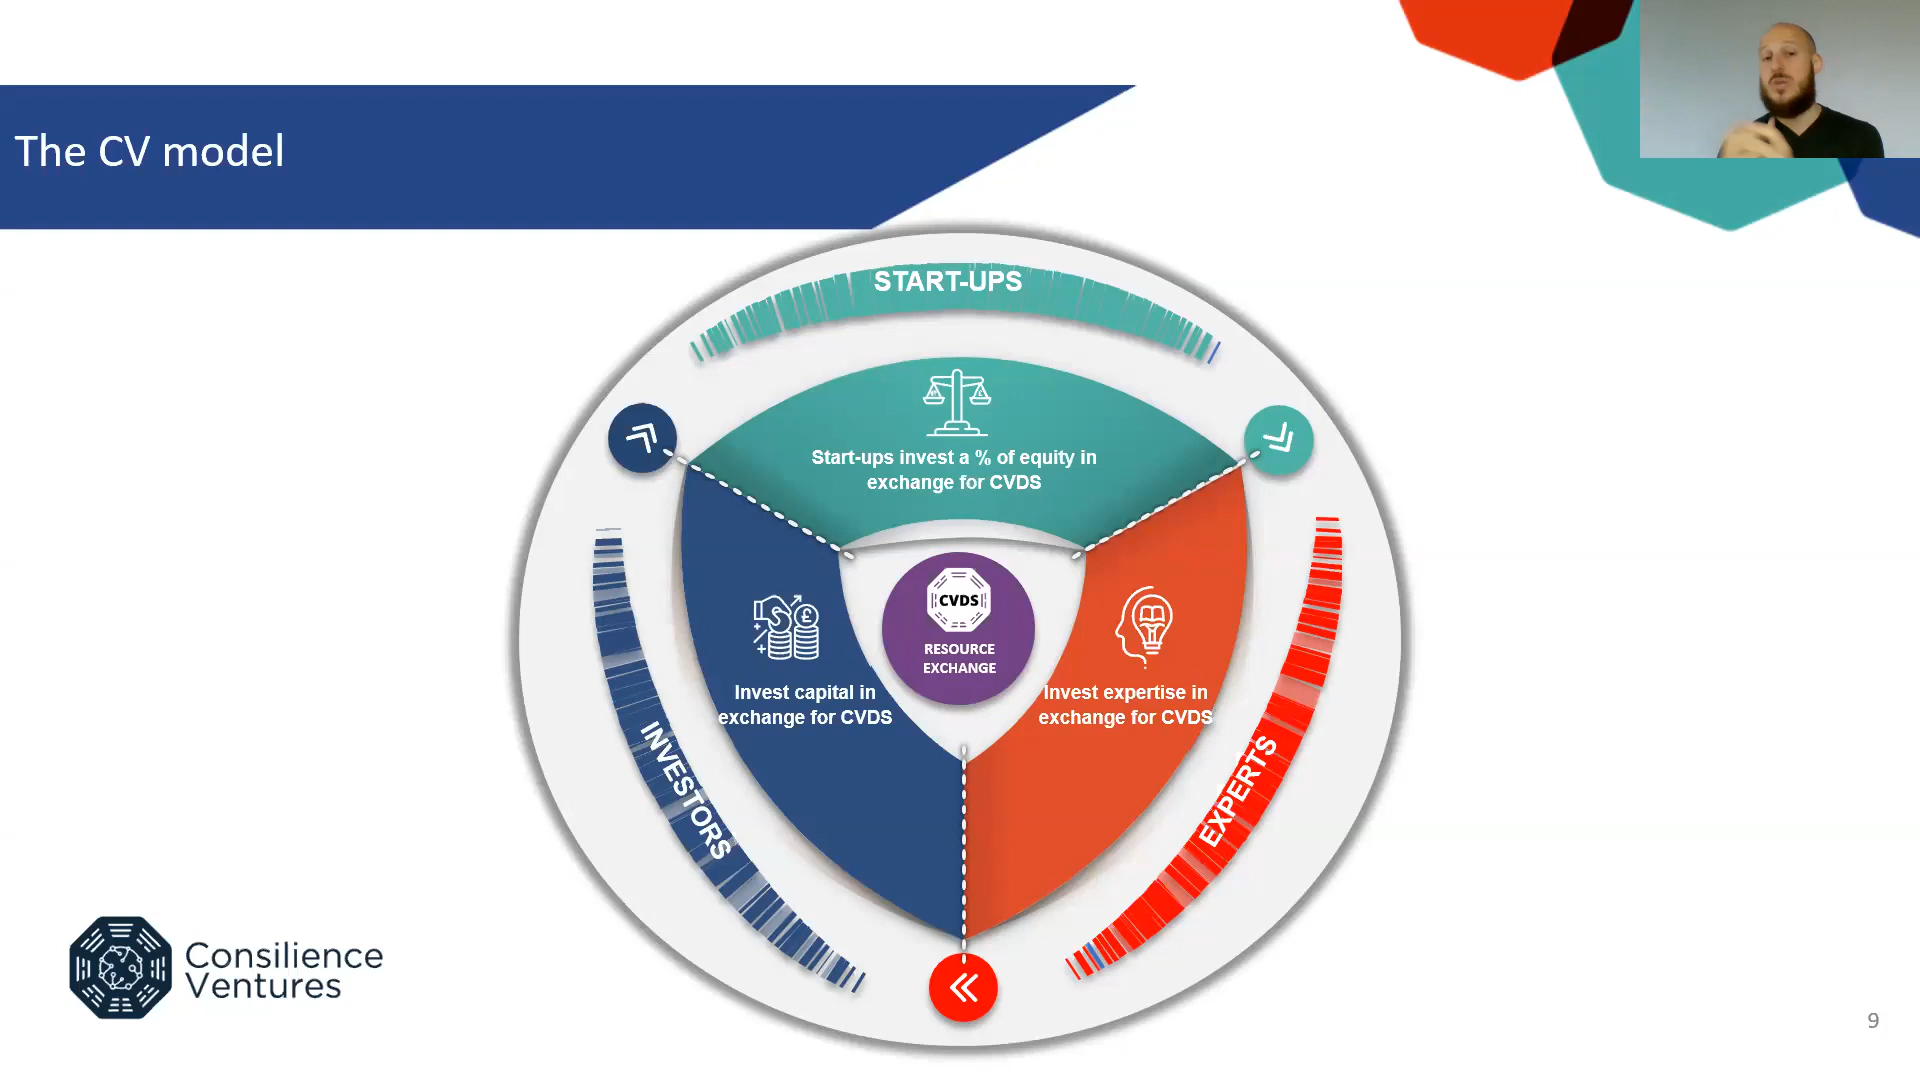 The CV model
START-UPS
Start-ups invest a % of equity in
exchange for CVDS
CVDS
RESOURCE
EXCHANGE
£
Invest capital in
exchange for CVDS
Invest expertise in
exchange for CVDS
INVESTORS
EXPERTS
Consilience
Ventures
9